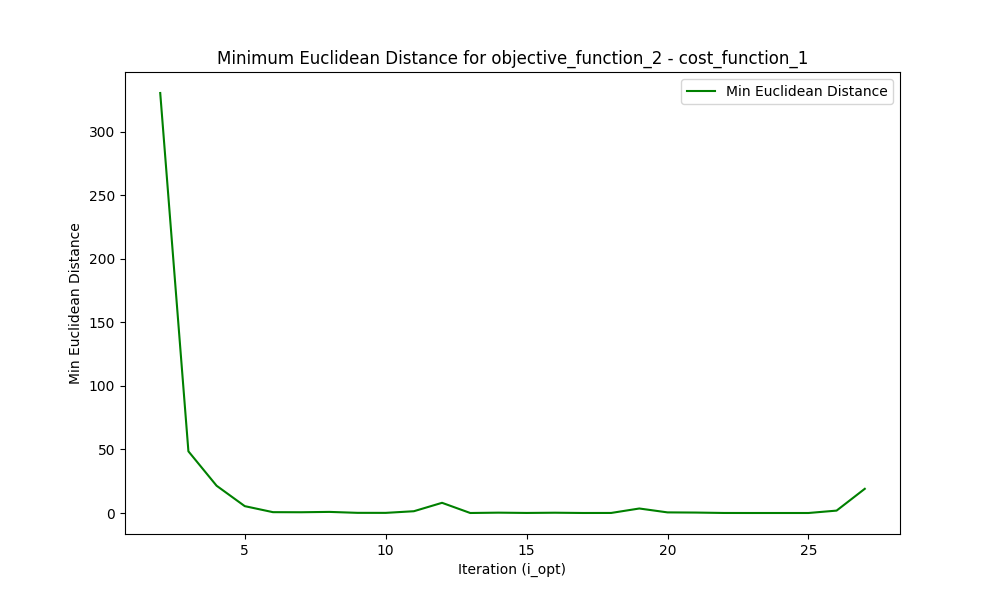 Minimum Euclidean Distance for objective_function_2 - cost_function_1
Min Euclidean Distance
300
250
200
150
100
50
0
Min Euclidean Distance
5 10 15 20 25
Iteration (i_opt)